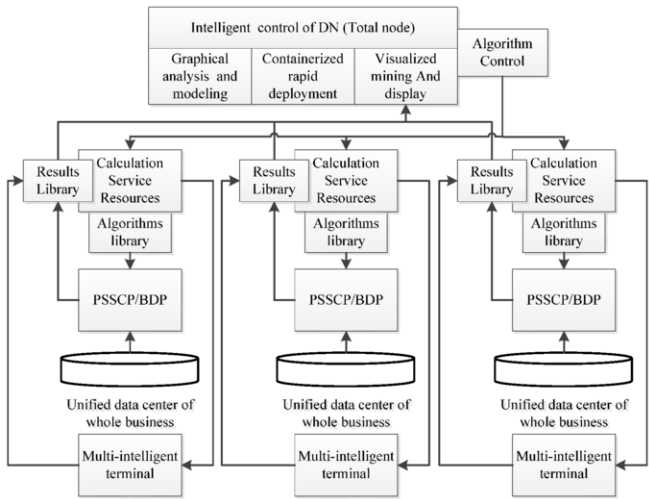 Intelligent control of DN (Total node)
Graphical
analysis and
modeling
Containerized
rapid
deployment
Visualized
mining And
display
Algorithm
Control
Results
Library
Calculation
Service
Resources
Algorithms
library
PSSCP/BDP
Unified data center of
whole business
Multi-intelligent
terminal
Results
Library
Calculation
Service
Resources
Algorithms
library
PSSCP/BDP
Unified data center of
whole business
Multi-intelligent
terminal
Results
Library
Calculation
Service
Resources
Algorithms
library
PSSCP/BDP
Unified data center of
whole business
Multi-intelligent
terminal